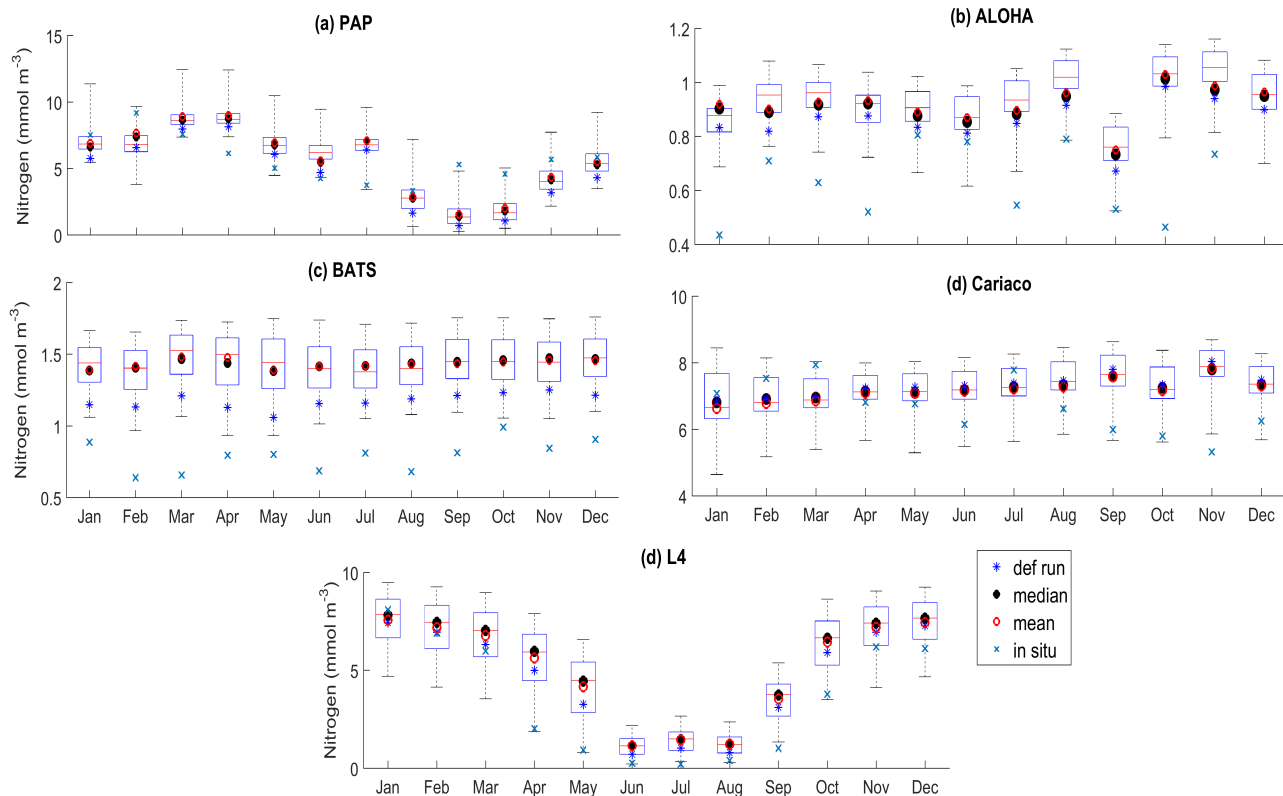 (a) PAP
Nitrogen (mmol m-3)
15
10
5
0
(b) ALOHA
1.2
1
0.8
0.6
0.4
(c) BATS
Nitrogen (mmol m-3)
2
1.5
1
0.5
Jan Feb Mar Apr May Jun Jul Aug Sep Oct Nov Dec
(d) Cariaco
Nitrogen (mmol m-3)
10
8
6
4
Jan Feb Mar Apr May Jun Jul Aug Sep Oct Nov Dec
(d) L4
Nitrogen (mmol m-3)
10
5
0
Jan Feb Mar Apr May Jun Jul Aug Sep Oct Nov Dec
def run
median
mean
in situ